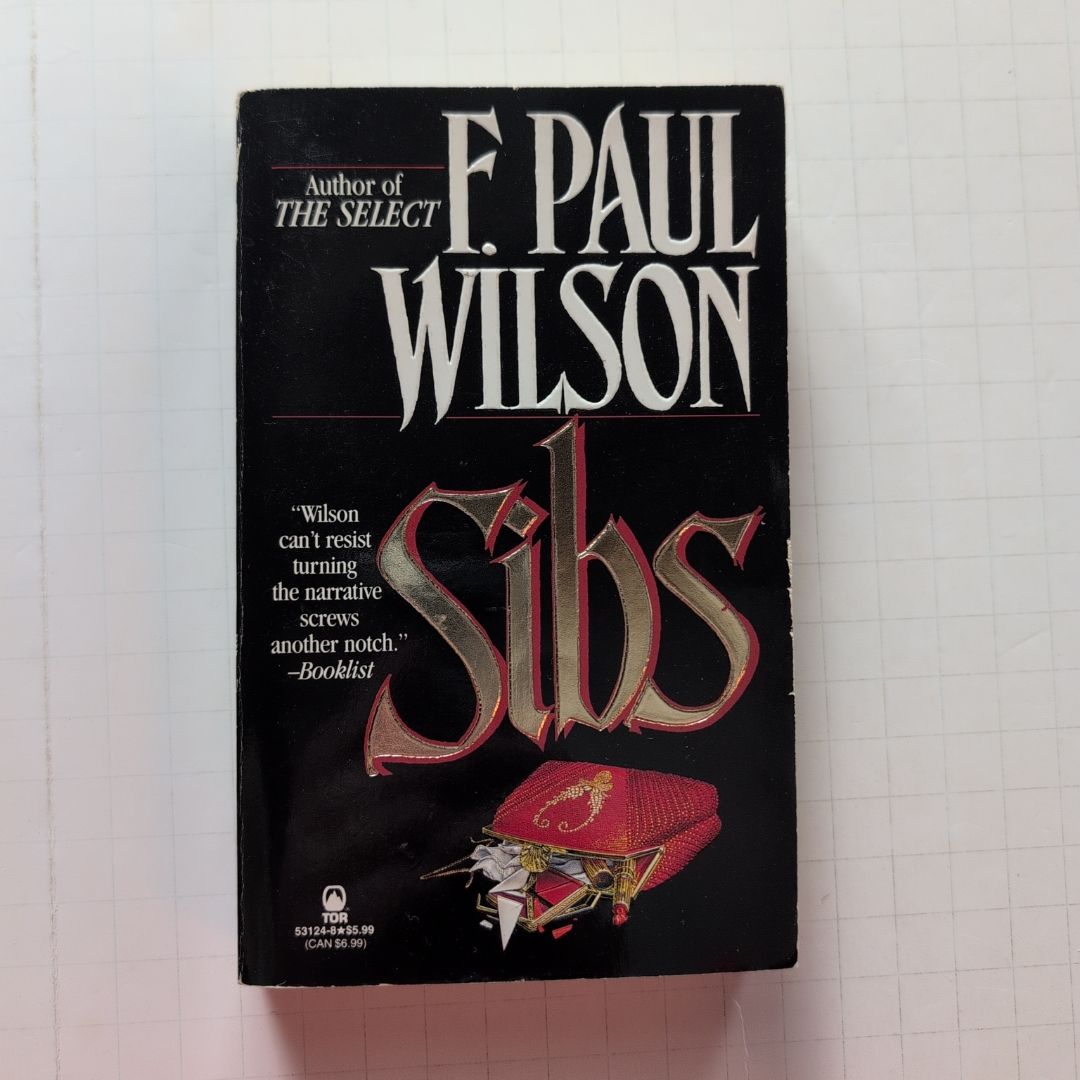 F. PAUL
WILSON
Author of
THE SELECT
Sibs
“Wilson
can't resist
turning
the narrative
screws
another notch.”
–Booklist
TOR
53124-8★$5.99
(CAN $6.99)